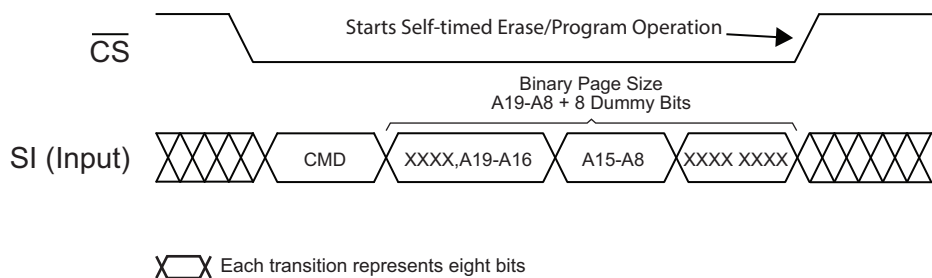 Starts Self-timed Erase/Program Operation
CS
Binary Page Size
A19-A8 + 8 Dummy Bits
SI (Input)
CMD
XXXX,A19-A16
A15-A8
XXXX XXXX
Each transition represents eight bits